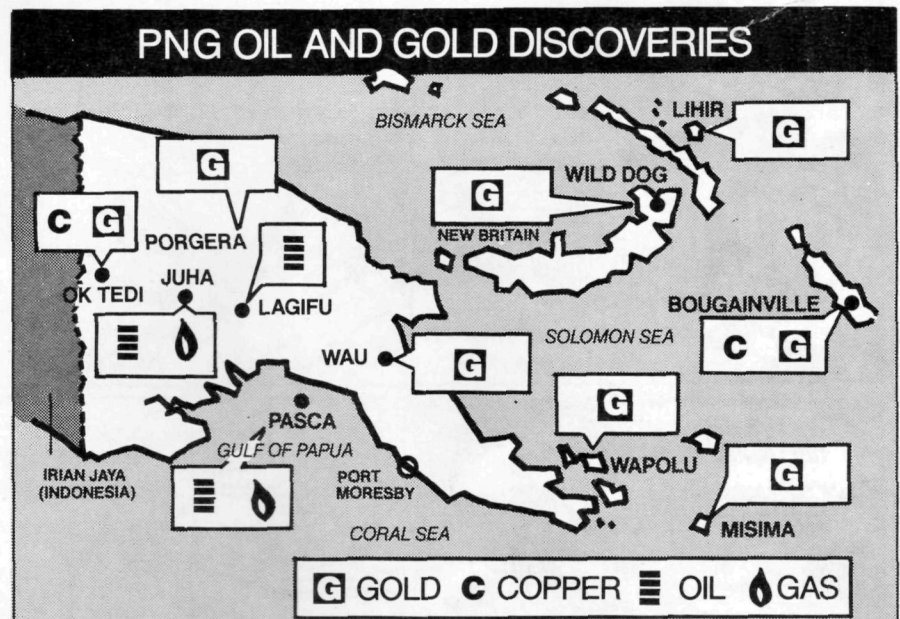 PNG OIL AND GOLD DISCOVERIES
BISMARCK SEA
LIHIR
G
G
WILD DOG
G
C G
PORGERA
NEW BRITAIN
OK TEDI
JUHA
LAGIFU
BOUGAINVILLE
SOLOMON SEA
C G
WAU
G
G
PASCA
GULF OF PAPUA
WAPOLU
G
IRIAN JAYA
(INDONESIA)
PORT
MORESBY
MISIMA
CORAL SEA
G GOLD C COPPER OIL GAS